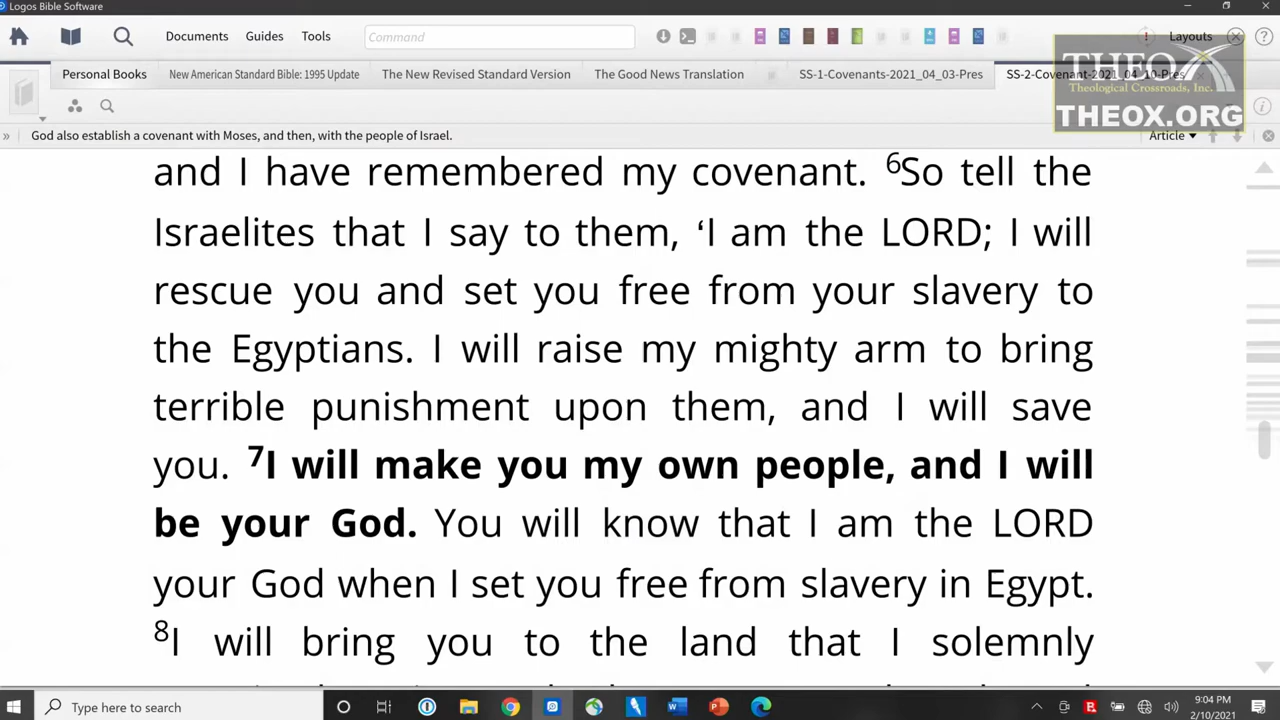 Logos Bible Software
Documents Guides Tools Command Layouts
Personal Books New American Standard Bible: 1995 Update The New Revised Standard Version The Good News Translation SS-1-Covenants-2021_04_03-Pres SS-2-Covenant-2021_04_10-Pres
THEOX
Theological Crossroads, Inc.
THEOX.ORG
» God also establish a covenant with Moses, and then, with the people of Israel. Article
and I have remembered my covenant. 6So tell the
Israelites that I say to them, ‘I am the LORD; I will
rescue you and set you free from your slavery to
the Egyptians. I will raise my mighty arm to bring
terrible punishment upon them, and I will save
you. 7I will make you my own people, and I will
be your God. You will know that I am the LORD
your God when I set you free from slavery in Egypt.
8I will bring you to the land that I solemnly
Type here to search
9:04 PM
2/10/2021